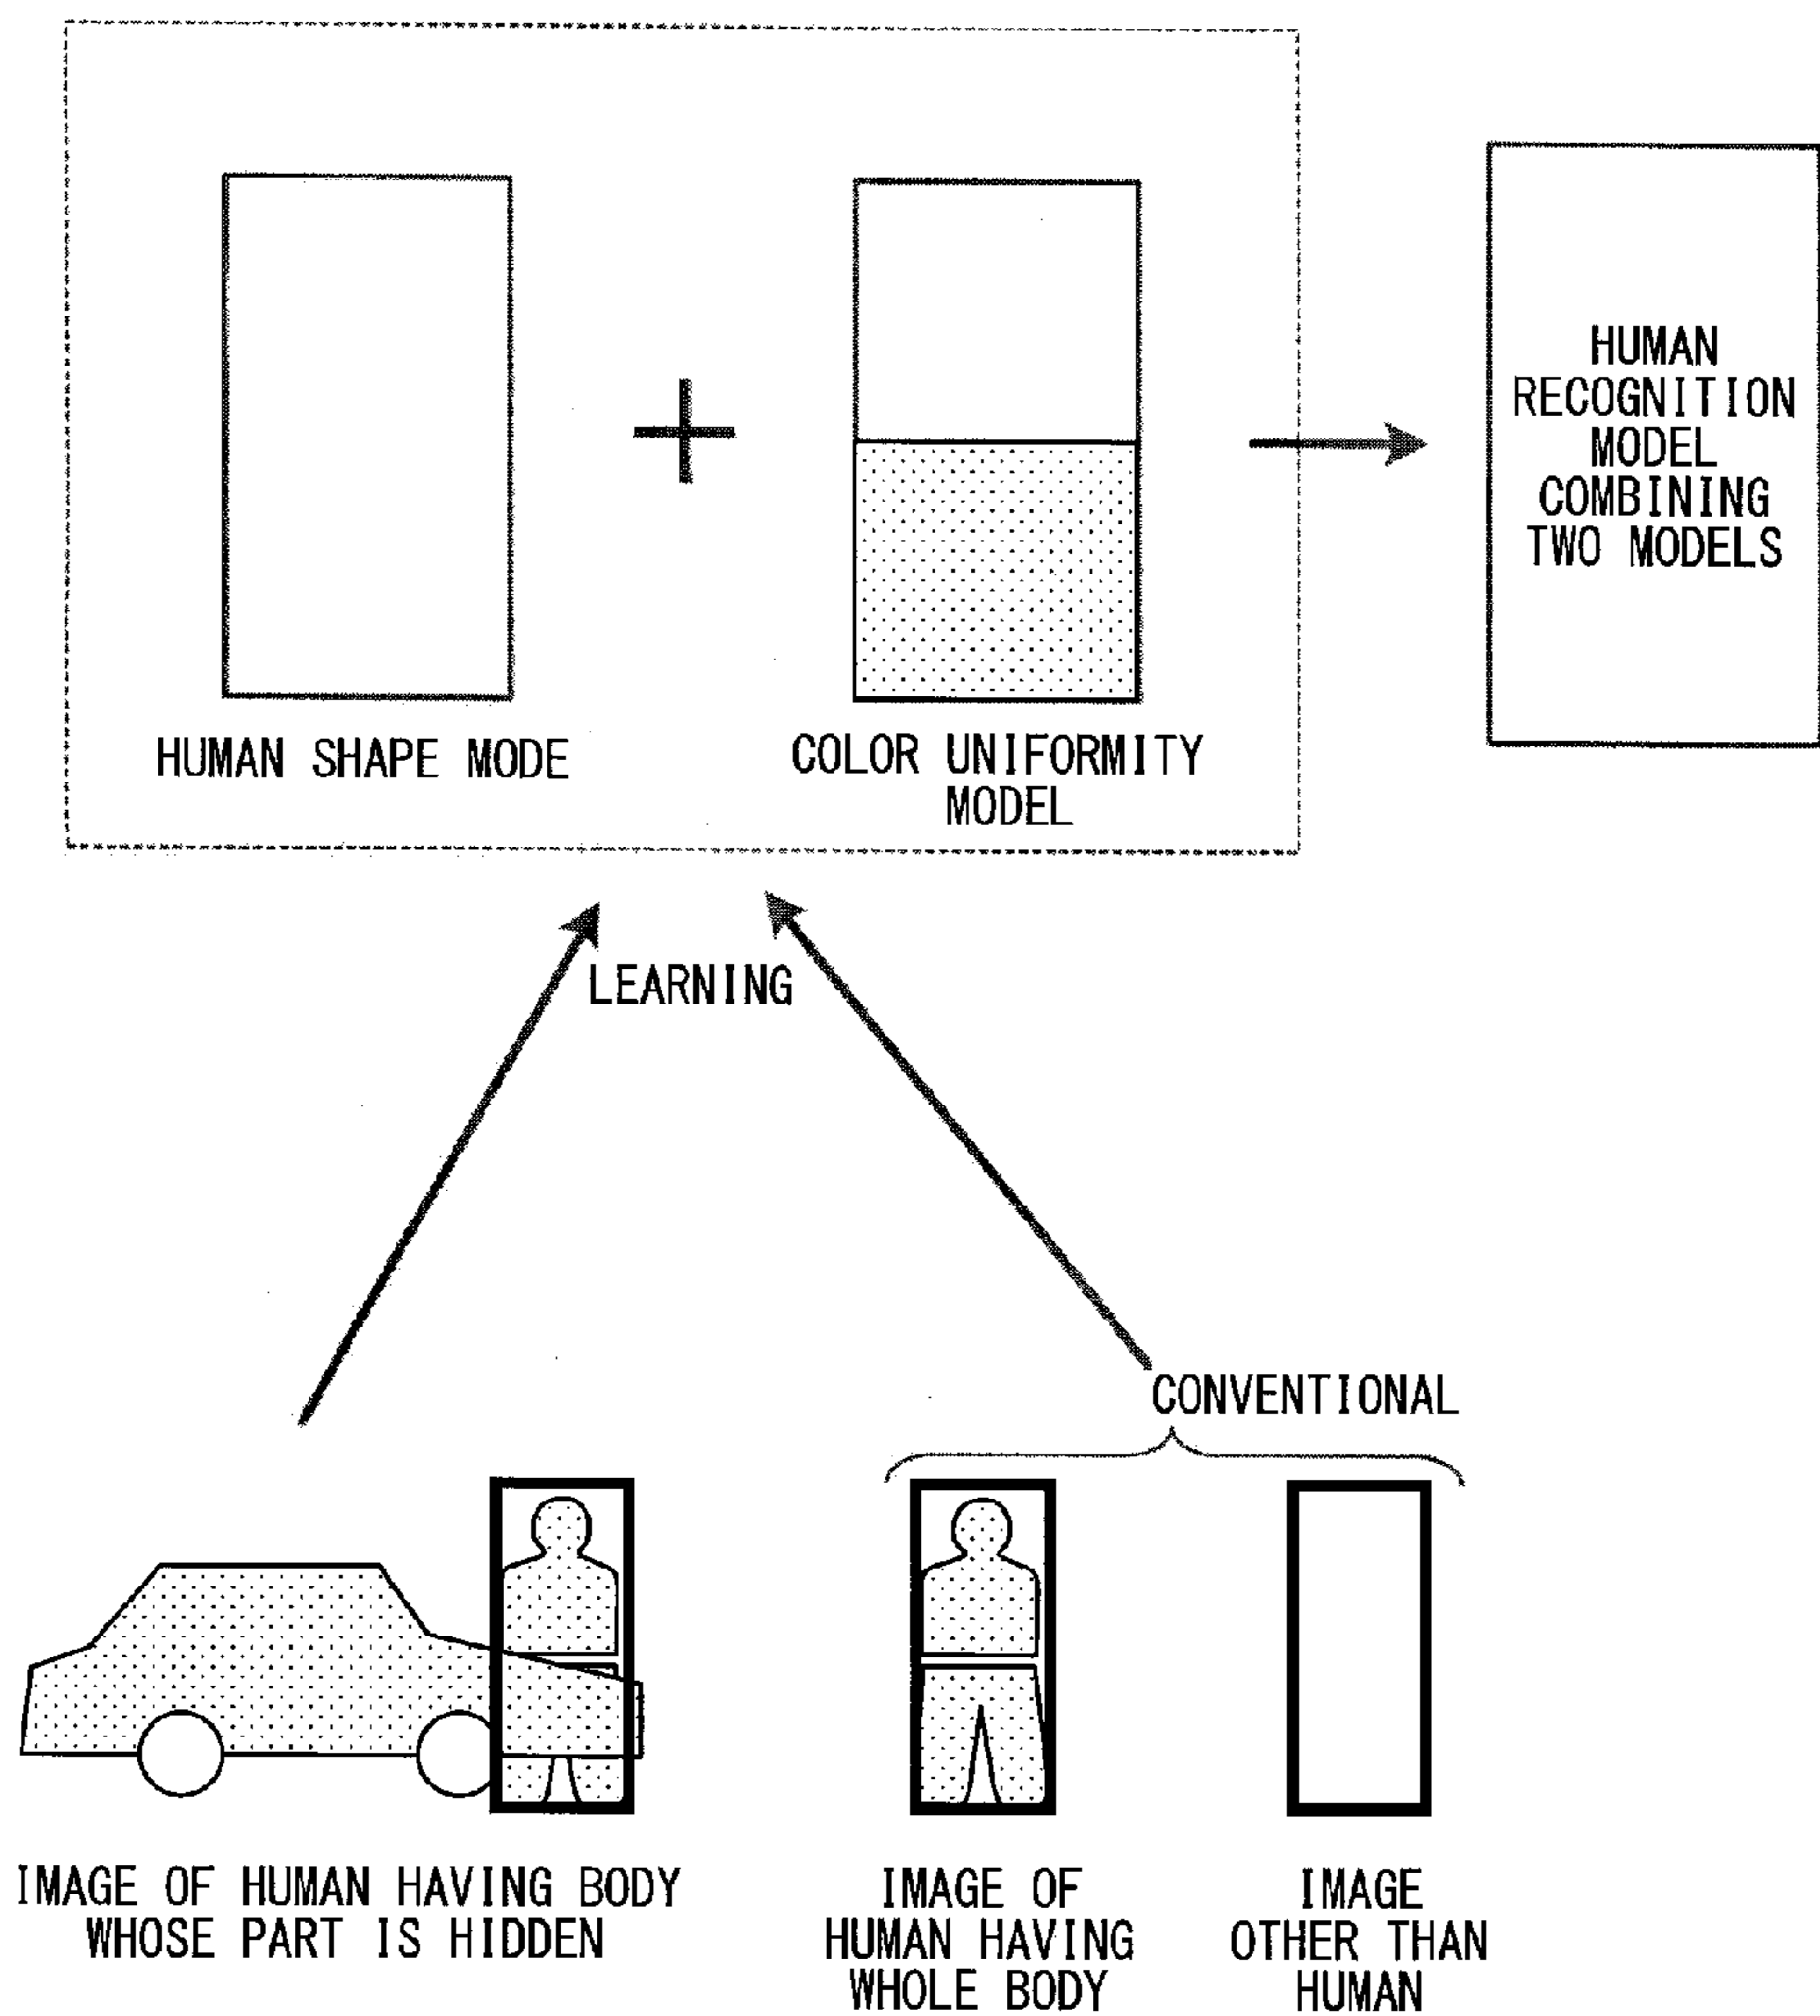 HUMAN
RECOGNITION
MODEL
COMBINING
TWO MODELS
HUMAN SHAPE MODE
COLOR UNIFORMITY
MODEL
LEARNING
CONVENTIONAL
IMAGE OF HUMAN HAVING BODY
WHOSE PART IS HIDDEN
IMAGE OF
HUMAN HAVING
WHOLE BODY
IMAGE
OTHER THAN
HUMAN